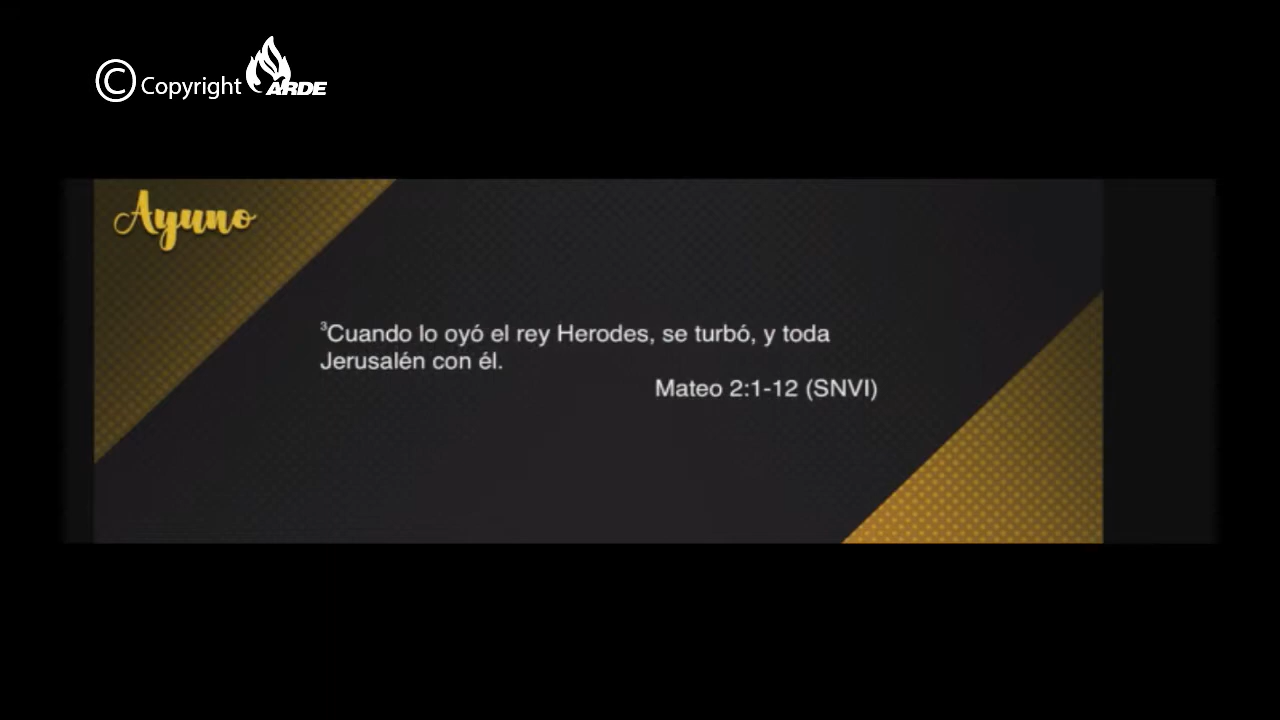 © Copyright ARDE
Ayuno
³Cuando lo oyó el rey Herodes, se turbó, y toda
Jerusalén con él.
Mateo 2:1-12 (SNVI)